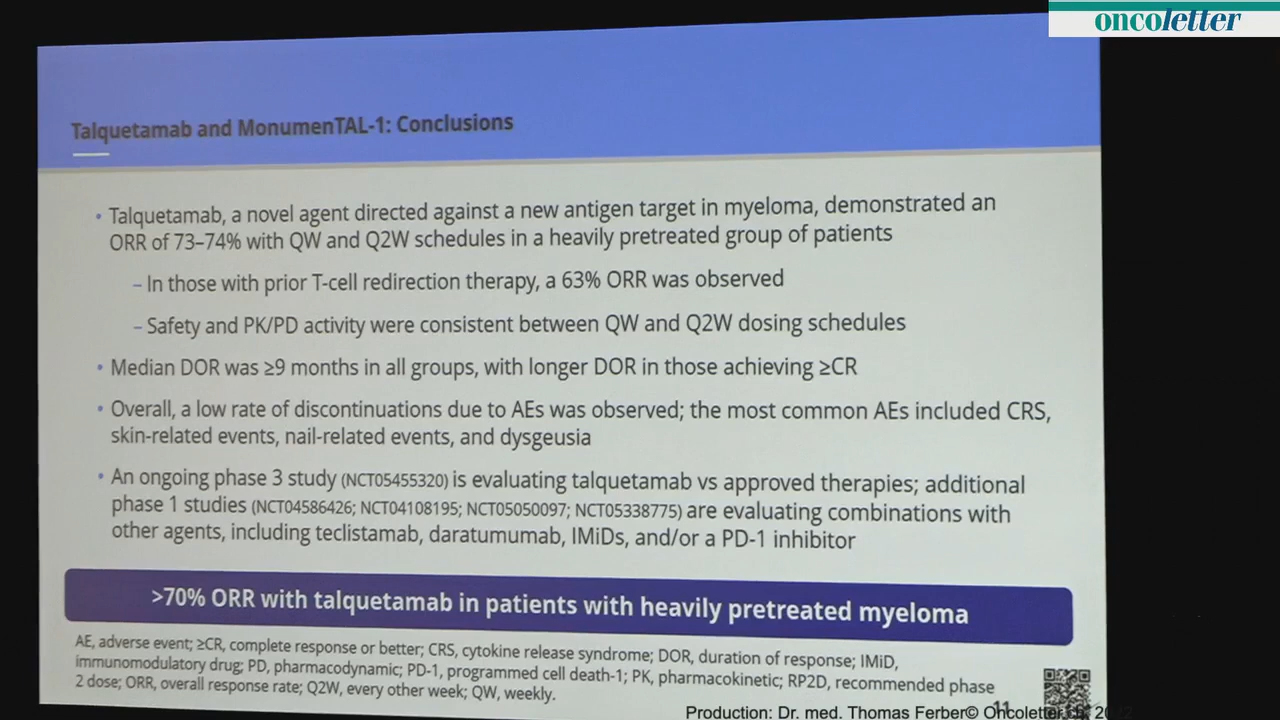 oncoletter
Talquetamab and MonumenTAL-1: Conclusions
• Talquetamab, a novel agent directed against a new antigen target in myeloma, demonstrated an
ORR of 73–74% with QW and Q2W schedules in a heavily pretreated group of patients
– In those with prior T-cell redirection therapy, a 63% ORR was observed
– Safety and PK/PD activity were consistent between QW and Q2W dosing schedules
• Median DOR was ≥9 months in all groups, with longer DOR in those achieving ≥CR
• Overall, a low rate of discontinuations due to AEs was observed; the most common AEs included CRS,
skin-related events, nail-related events, and dysgeusia
• An ongoing phase 3 study (NCT05455320) is evaluating talquetamab vs approved therapies; additional
phase 1 studies (NCT04586426; NCT04108195; NCT05050097; NCT05338775) are evaluating combinations with
other agents, including teclistamab, daratumumab, IMiDs, and/or a PD-1 inhibitor
>70% ORR with talquetamab in patients with heavily pretreated myeloma
AE, adverse event; ≥CR, complete response or better; CRS, cytokine release syndrome; DOR, duration of response; IMiD,
immunomodulatory drug; PD, pharmacodynamic; PD-1, programmed cell death-1; PK, pharmacokinetic; RP2D, recommended phase
2 dose; ORR, overall response rate; Q2W, every other week; QW, weekly.
11
Production: Dr. med. Thomas Ferber© Oncoletter